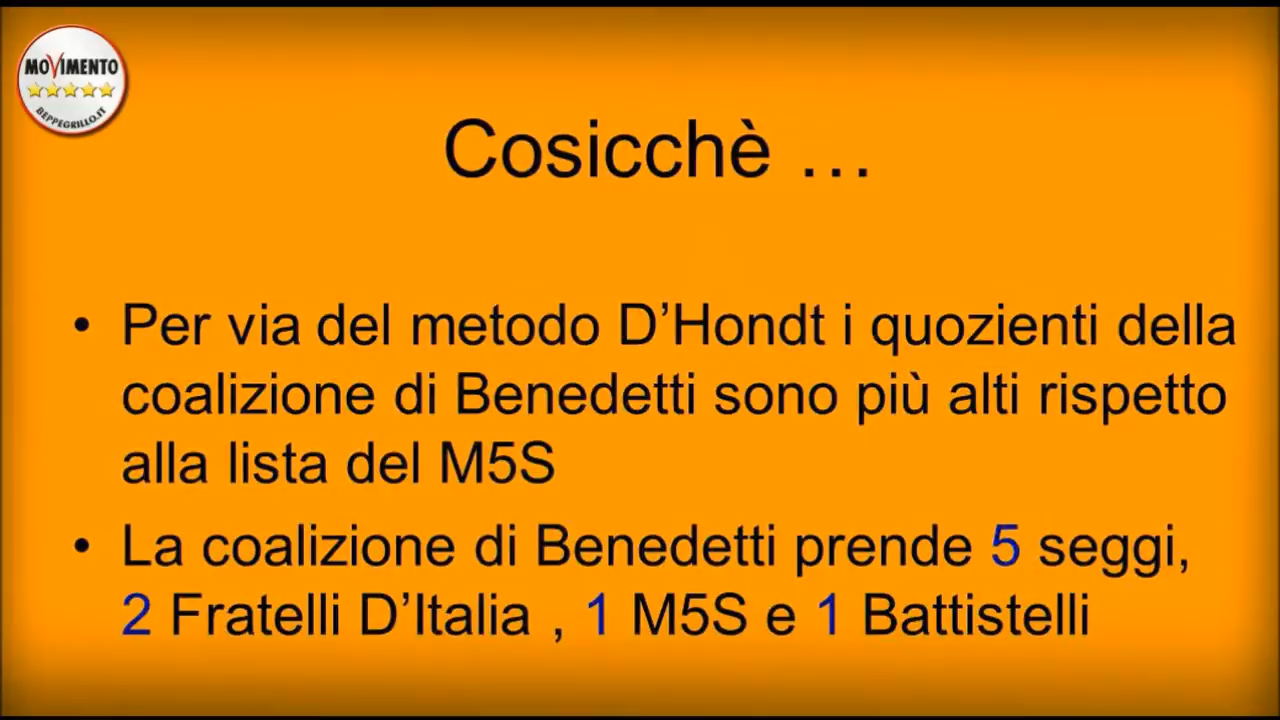 MOVIMENTO
BEPPEGRILLO.IT
Cosicchè ...
• Per via del metodo D’Hondt i quozienti della
coalizione di Benedetti sono più alti rispetto
alla lista del M5S
• La coalizione di Benedetti prende 5 seggi,
2 Fratelli D’Italia , 1 M5S e 1 Battistelli